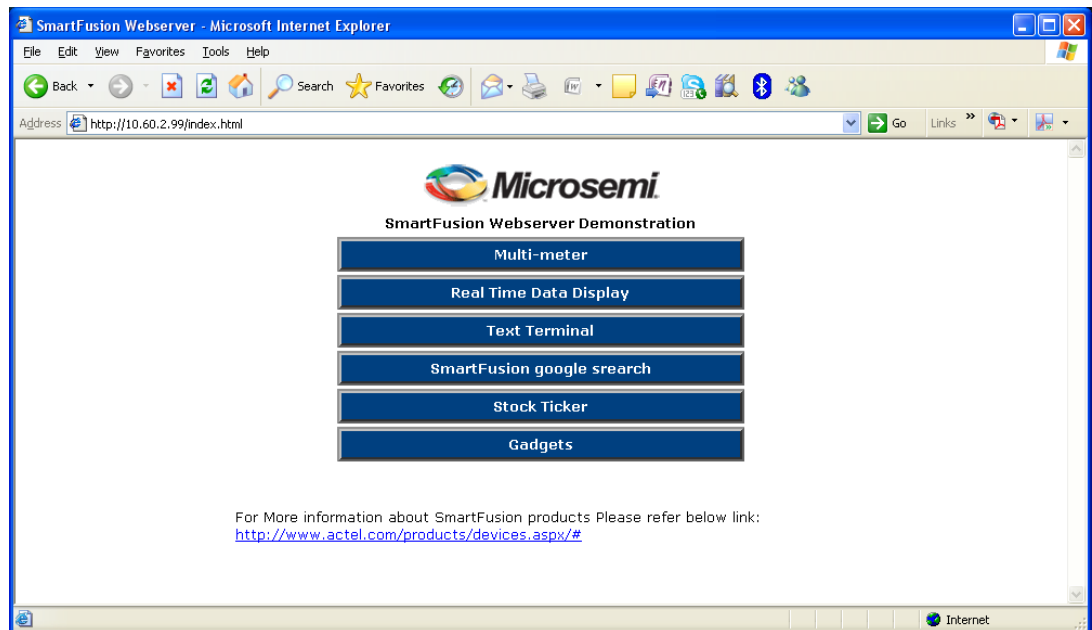 SmartFusion Webserver - Microsoft Internet Explorer
File Edit View Favorites Tools Help
Back Search Favorites
Address http://10.60.2.99/index.html Go Links »
Microsemi.
SmartFusion Webserver Demonstration
Multi-meter
Real Time Data Display
Text Terminal
SmartFusion google srearch
Stock Ticker
Gadgets
For More information about SmartFusion products Please refer below link:
http://www.actel.com/products/devices.aspx/#
Internet